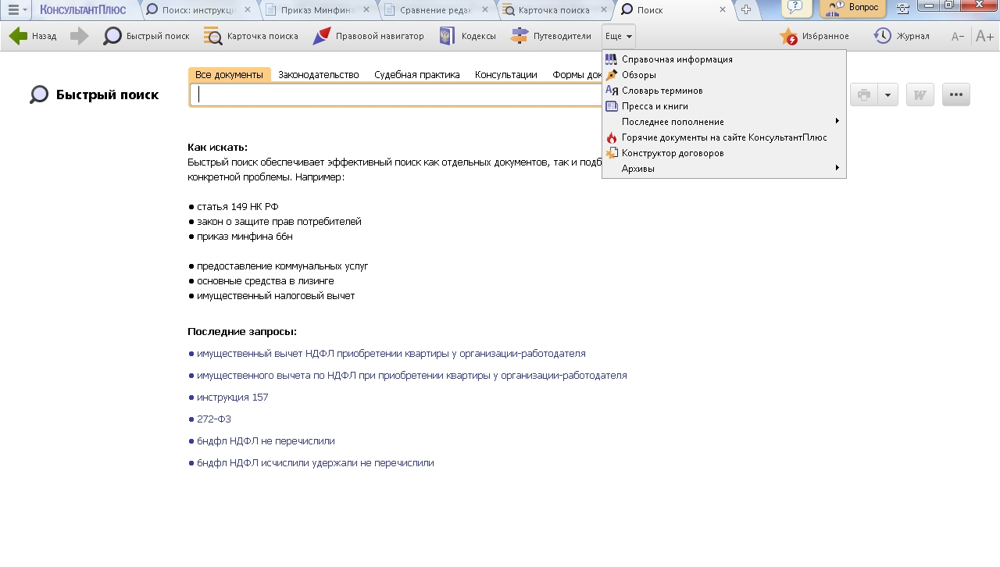 КонсультантПлюс
Поиск: инструкци
Приказ Минфина
Сравнение редак
Карточка поиска
Поиск
Вопрос
Назад
Быстрый поиск
Карточка поиска
Правовой навигатор
Кодексы
Путеводители
Еще
Избранное
Журнал
A−
A+
Справочная информация
Обзоры
Словарь терминов
Пресса и книги
Последнее пополнение
Горячие документы на сайте КонсультантПлюс
Конструктор договоров
Архивы
Все документы
Законодательство
Судебная практика
Консультации
Формы док
Быстрый поиск
Как искать:
Быстрый поиск обеспечивает эффективный поиск как отдельных документов, так и подб
конкретной проблемы. Например:
● статья 149 НК РФ
● закон о защите прав потребителей
● приказ минфина 66н
● предоставление коммунальных услуг
● основные средства в лизинге
● имущественный налоговый вычет
Последние запросы:
● имущественный вычет НДФЛ приобретении квартиры у организации-работодателя
● имущественного вычета по НДФЛ при приобретении квартиры у организации-работодателя
● инструкция 157
● 272-ФЗ
● 6ндфл НДФЛ не перечислили
● 6ндфл НДФЛ исчислили удержали не перечислили